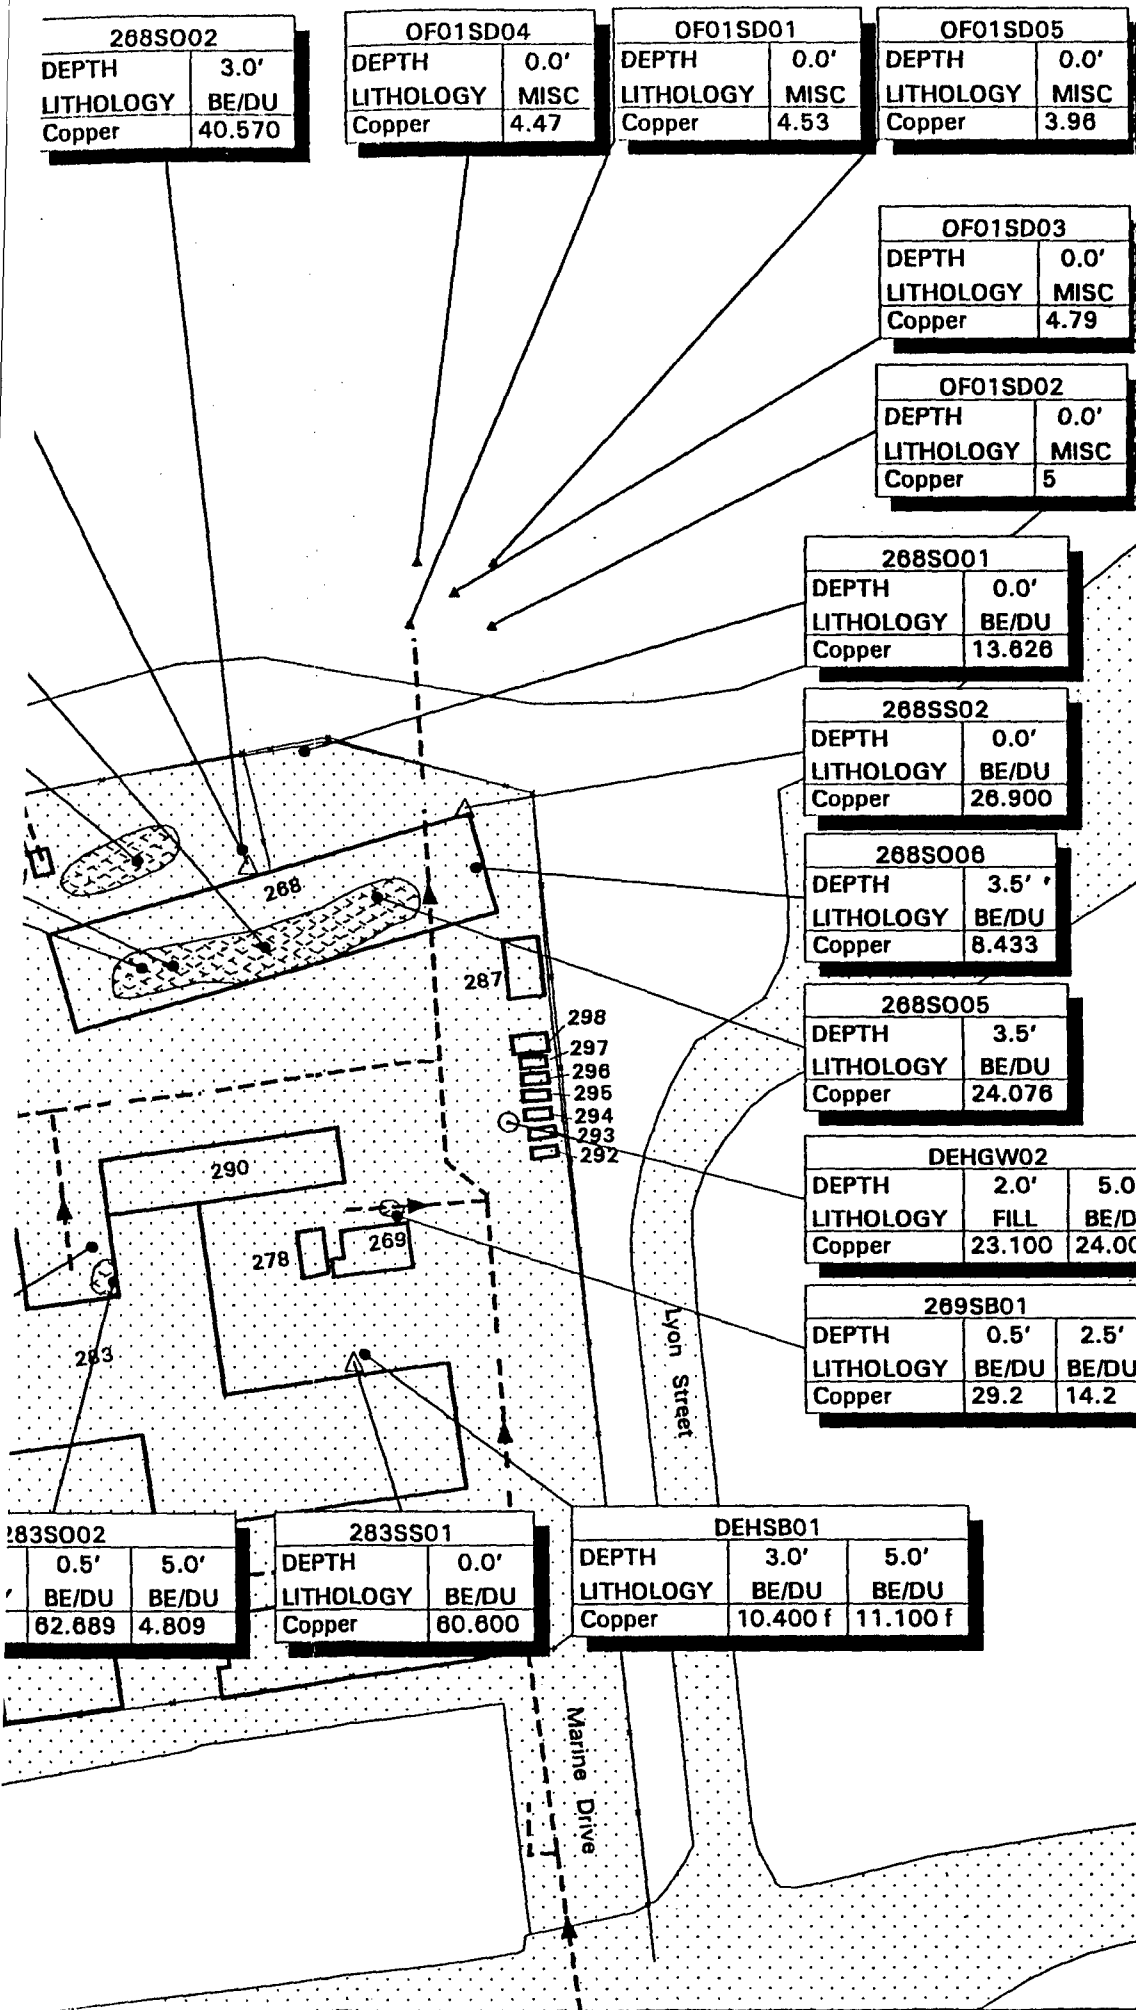 268SO02
DEPTH 3.0'
LITHOLOGY BE/DU
Copper 40.570
OF01SD04
DEPTH 0.0'
LITHOLOGY MISC
Copper 4.47
OF01SD01
DEPTH 0.0'
LITHOLOGY MISC
Copper 4.53
OF01SD05
DEPTH 0.0'
LITHOLOGY MISC
Copper 3.96
OF01SD03
DEPTH 0.0'
LITHOLOGY MISC
Copper 4.79
OF01SD02
DEPTH 0.0'
LITHOLOGY MISC
Copper 5
268SO01
DEPTH 0.0'
LITHOLOGY BE/DU
Copper 13.626
268SS02
DEPTH 0.0'
LITHOLOGY BE/DU
Copper 26.900
268SO06
DEPTH 3.5'
LITHOLOGY BE/DU
Copper 8.433
268
287
268SO05
DEPTH 3.5'
LITHOLOGY BE/DU
Copper 24.076
298
297
296
295
294
293
292
DEHGW02
DEPTH 2.0' 5.0
LITHOLOGY FILL BE/D
Copper 23.100 24.00
290
278
269
283
269SB01
DEPTH 0.5' 2.5'
LITHOLOGY BE/DU BE/DU
Copper 29.2 14.2
Lyon Street
283SO02
0.5' 5.0'
Y BE/DU BE/DU
62.689 4.809
283SS01
DEPTH 0.0'
LITHOLOGY BE/DU
Copper 60.600
DEHSB01
DEPTH 3.0' 5.0'
LITHOLOGY BE/DU BE/DU
Copper 10.400 f 11.100 f
Marine Drive